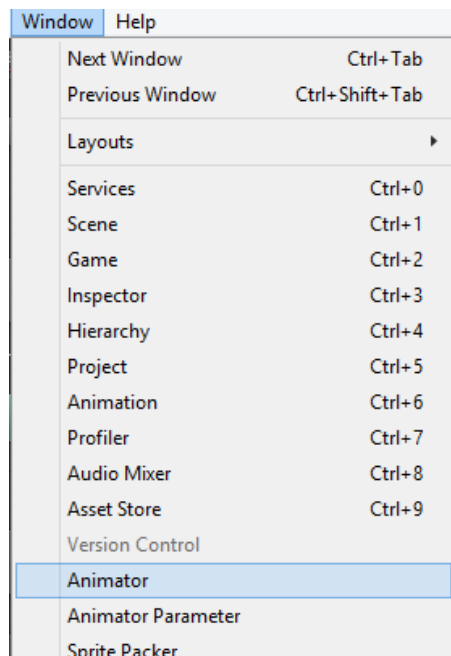 Window Help
Next Window Ctrl+Tab
Previous Window Ctrl+Shift+Tab
Layouts
Services Ctrl+0
Scene Ctrl+1
Game Ctrl+2
Inspector Ctrl+3
Hierarchy Ctrl+4
Project Ctrl+5
Animation Ctrl+6
Profiler Ctrl+7
Audio Mixer Ctrl+8
Asset Store Ctrl+9
Version Control
Animator
Animator Parameter
Sprite Packer